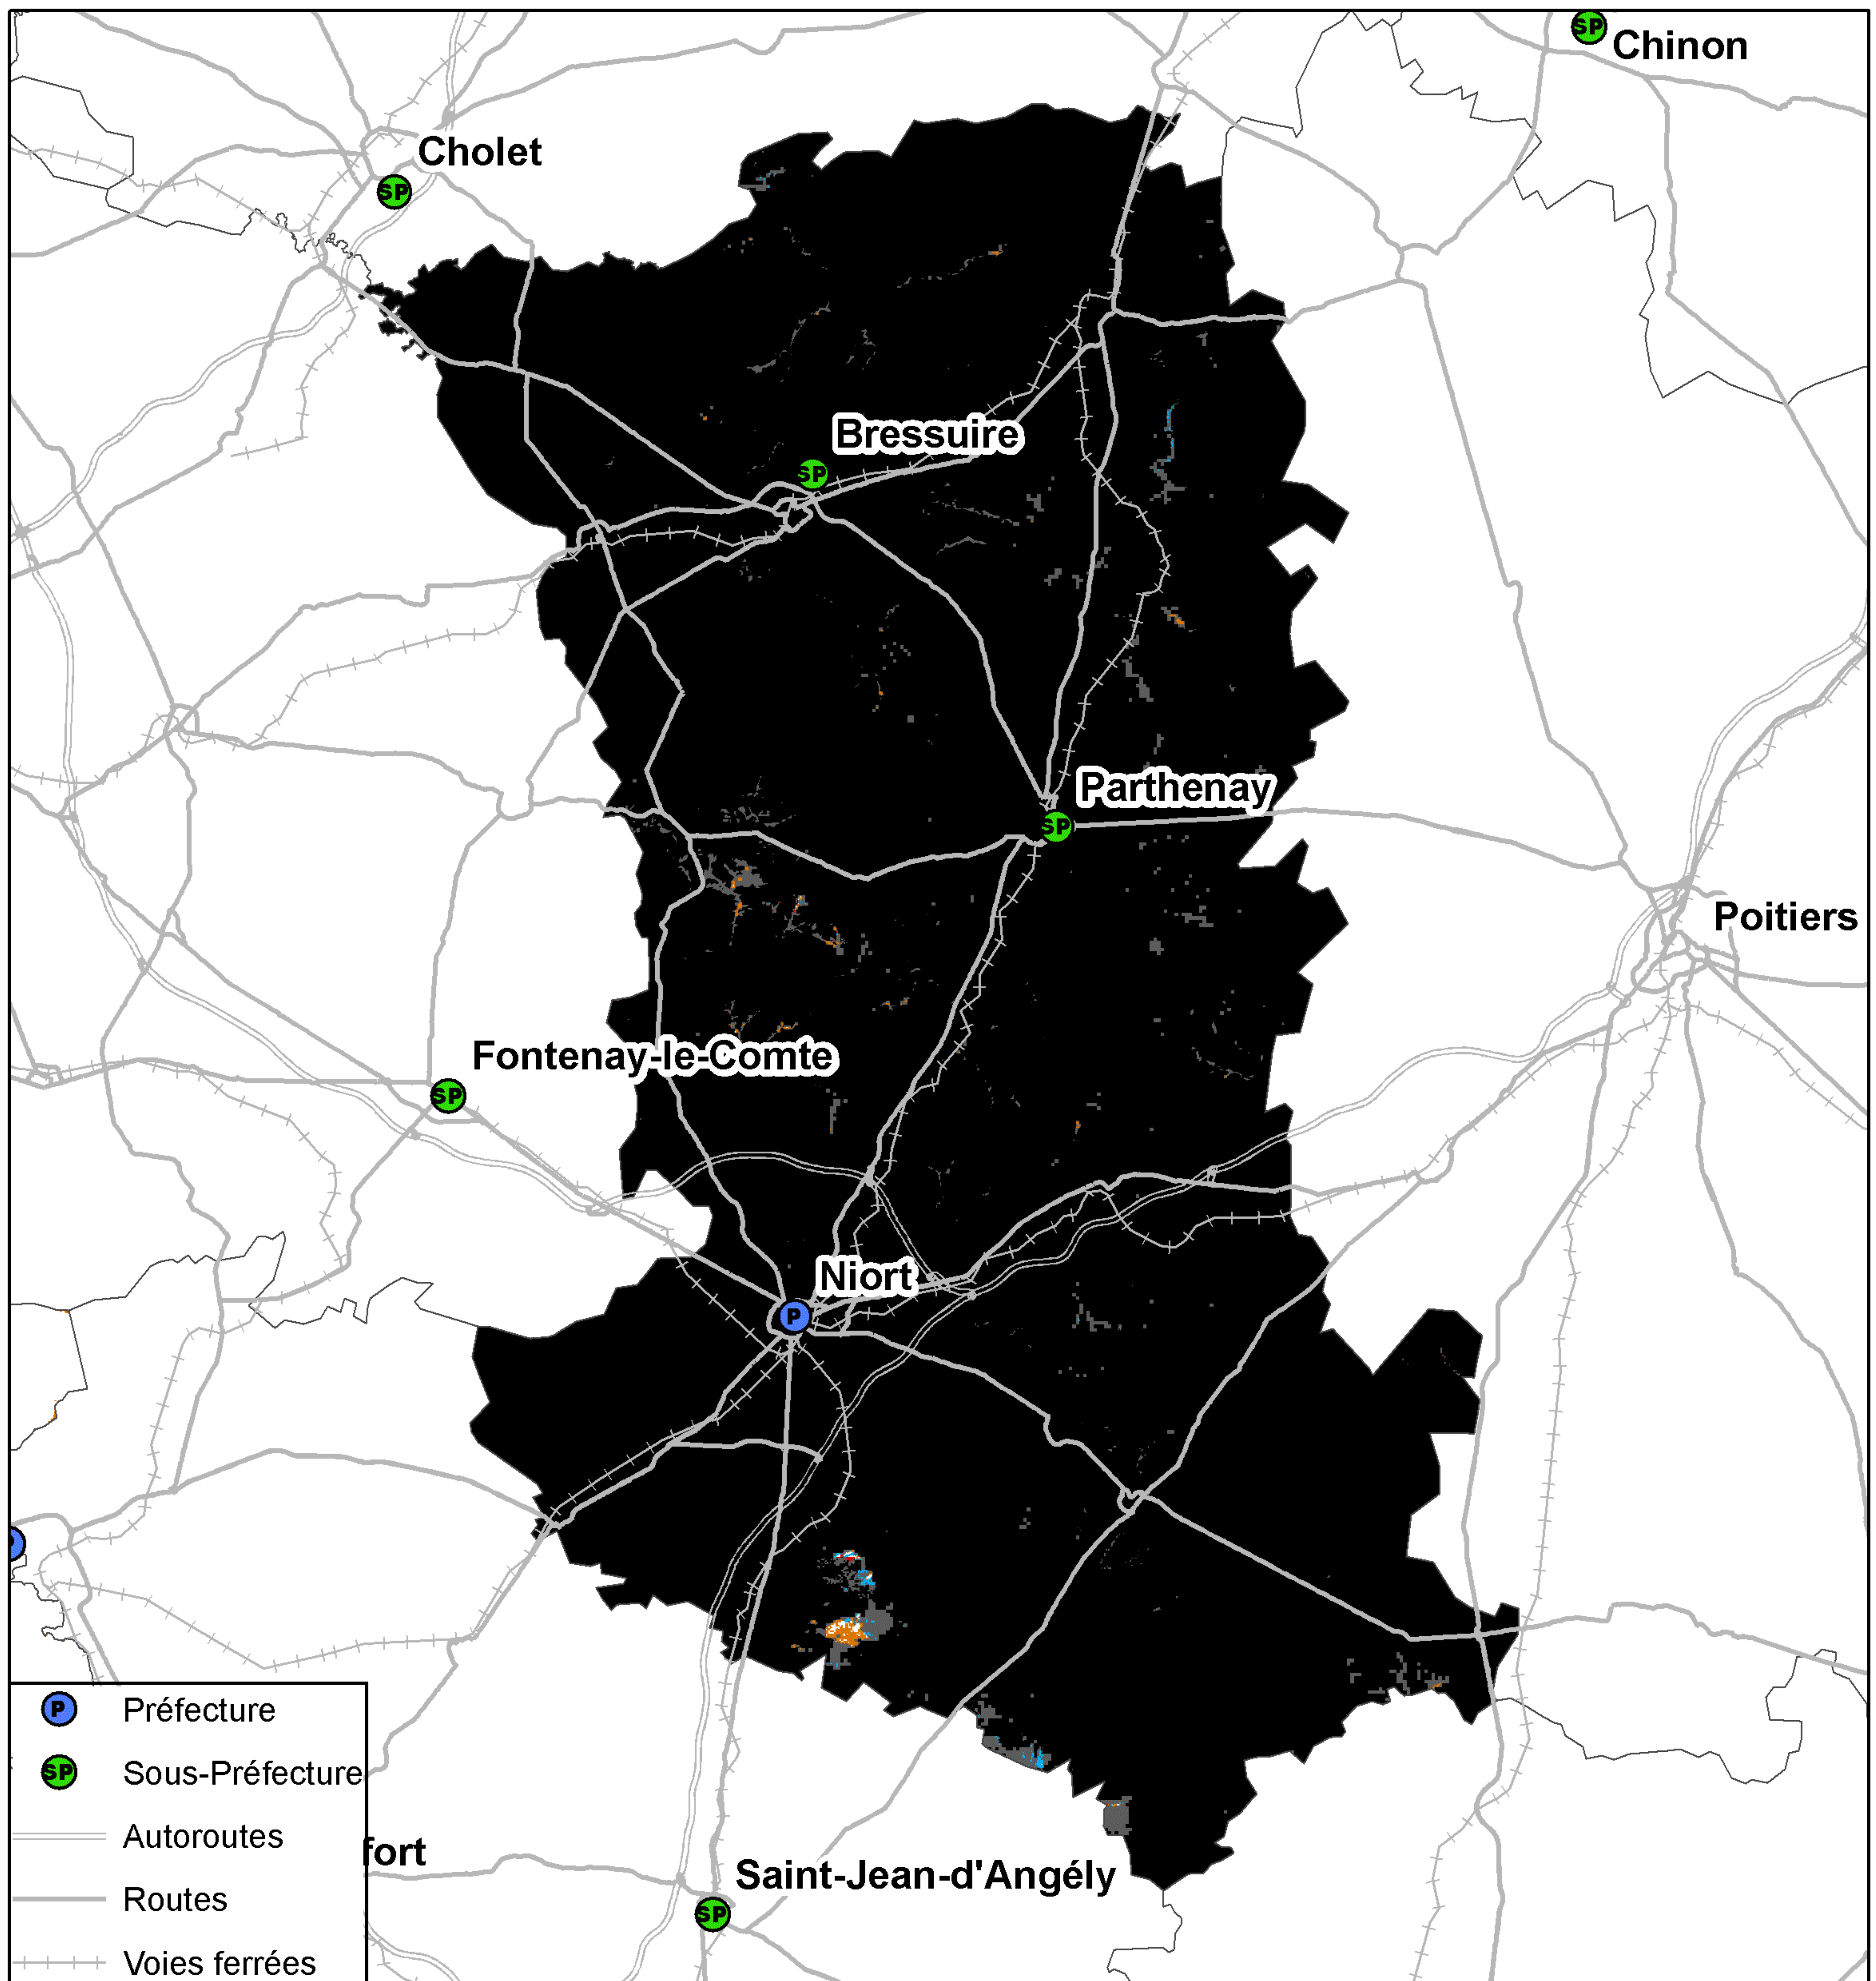 SP
Chinon
Cholet
SP
Bressuire
SP
Parthenay
SP
Poitiers
Fontenay-le-Comte
SP
Niort
P
P Préfecture
SP Sous-Préfecture
Autoroutes
fort
Saint-Jean-d'Angély
Routes
SP
Voies ferrées